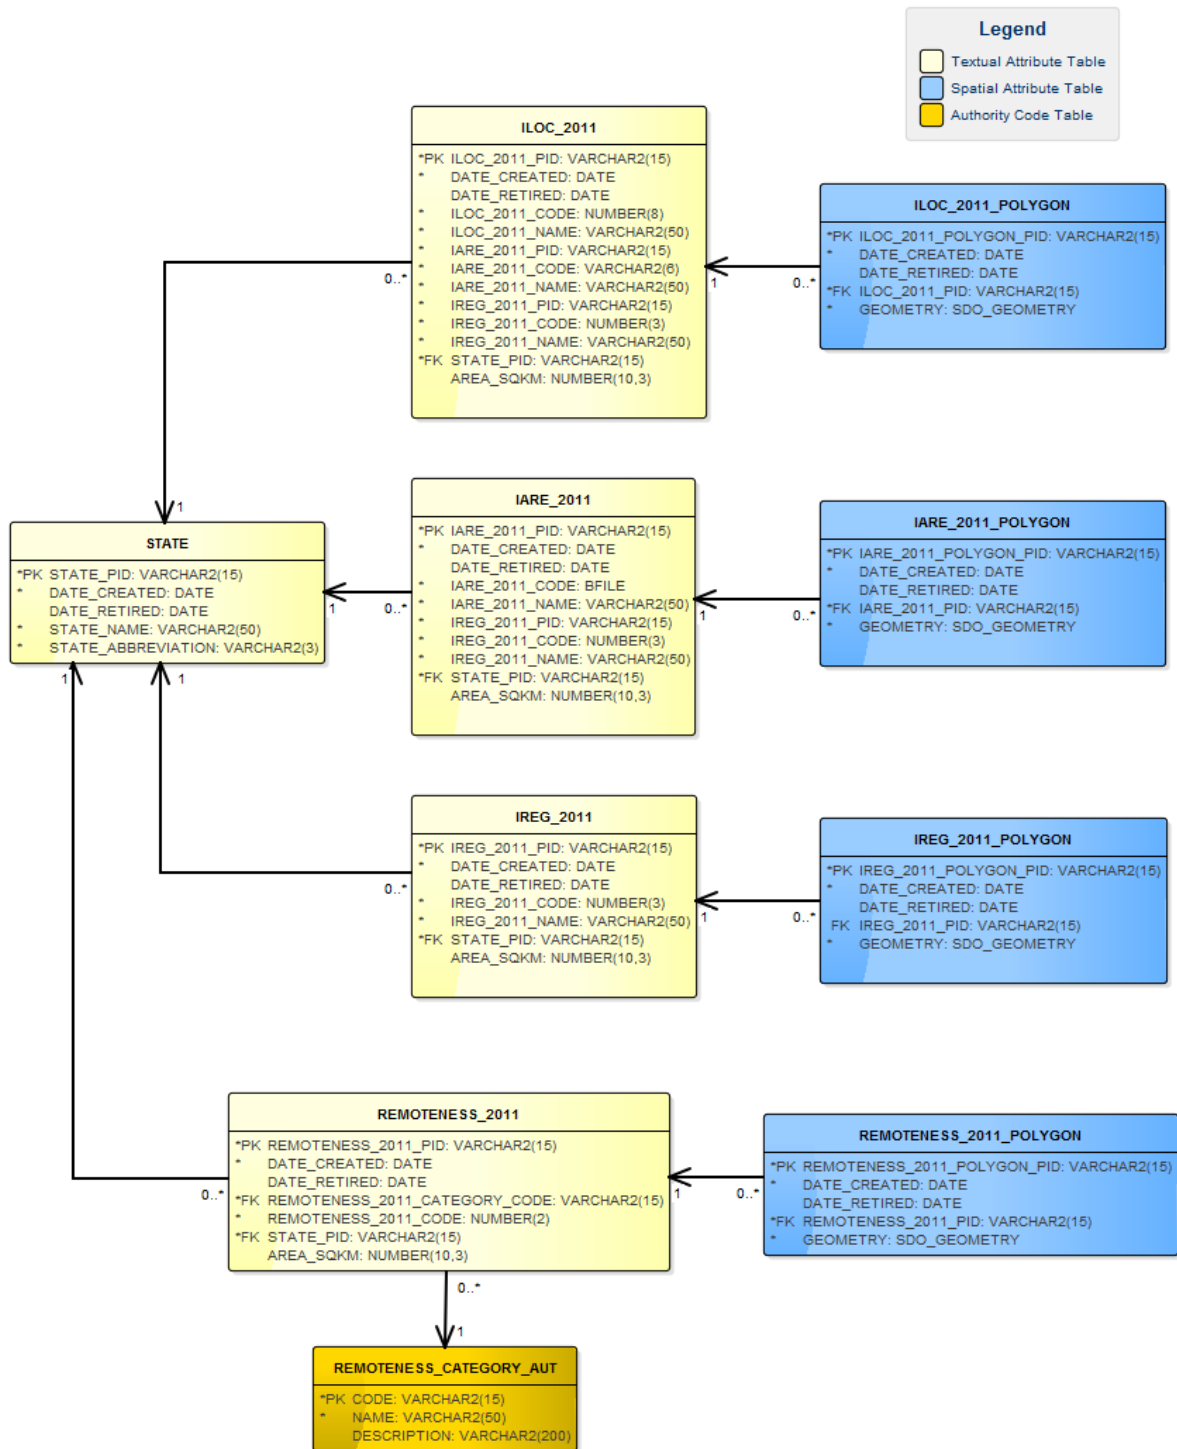 Legend
Textual Attribute Table
Spatial Attribute Table
Authority Code Table
ILOC_2011
*PK ILOC_2011_PID: VARCHAR2(15)
* DATE_CREATED: DATE
DATE_RETIRED: DATE
* ILOC_2011_CODE: NUMBER(8)
* ILOC_2011_NAME: VARCHAR2(50)
* IARE_2011_PID: VARCHAR2(15)
* IARE_2011_CODE: VARCHAR2(6)
* IARE_2011_NAME: VARCHAR2(50)
* IREG_2011_PID: VARCHAR2(15)
* IREG_2011_CODE: NUMBER(3)
* IREG_2011_NAME: VARCHAR2(50)
*FK STATE_PID: VARCHAR2(15)
AREA_SQKM: NUMBER(10,3)
ILOC_2011_POLYGON
*PK ILOC_2011_POLYGON_PID: VARCHAR2(15)
* DATE_CREATED: DATE
DATE_RETIRED: DATE
*FK ILOC_2011_PID: VARCHAR2(15)
* GEOMETRY: SDO_GEOMETRY
0..*
1
0..*
1
STATE
*PK STATE_PID: VARCHAR2(15)
* DATE_CREATED: DATE
DATE_RETIRED: DATE
* STATE_NAME: VARCHAR2(50)
* STATE_ABBREVIATION: VARCHAR2(3)
1
0..*
IARE_2011
*PK IARE_2011_PID: VARCHAR2(15)
* DATE_CREATED: DATE
DATE_RETIRED: DATE
* IARE_2011_CODE: BFILE
* IARE_2011_NAME: VARCHAR2(50)
* IREG_2011_PID: VARCHAR2(15)
* IREG_2011_CODE: NUMBER(3)
* IREG_2011_NAME: VARCHAR2(50)
*FK STATE_PID: VARCHAR2(15)
AREA_SQKM: NUMBER(10,3)
1
0..*
IARE_2011_POLYGON
*PK IARE_2011_POLYGON_PID: VARCHAR2(15)
* DATE_CREATED: DATE
DATE_RETIRED: DATE
*FK IARE_2011_PID: VARCHAR2(15)
* GEOMETRY: SDO_GEOMETRY
1
1
0..*
IREG_2011
*PK IREG_2011_PID: VARCHAR2(15)
* DATE_CREATED: DATE
DATE_RETIRED: DATE
* IREG_2011_CODE: NUMBER(3)
* IREG_2011_NAME: VARCHAR2(50)
*FK STATE_PID: VARCHAR2(15)
AREA_SQKM: NUMBER(10,3)
1
0..*
IREG_2011_POLYGON
*PK IREG_2011_POLYGON_PID: VARCHAR2(15)
* DATE_CREATED: DATE
DATE_RETIRED: DATE
FK IREG_2011_PID: VARCHAR2(15)
* GEOMETRY: SDO_GEOMETRY
0..*
REMOTENESS_2011
*PK REMOTENESS_2011_PID: VARCHAR2(15)
* DATE_CREATED: DATE
DATE_RETIRED: DATE
*FK REMOTENESS_2011_CATEGORY_CODE: VARCHAR2(15)
* REMOTENESS_2011_CODE: NUMBER(2)
*FK STATE_PID: VARCHAR2(15)
AREA_SQKM: NUMBER(10,3)
1
0..*
REMOTENESS_2011_POLYGON
*PK REMOTENESS_2011_POLYGON_PID: VARCHAR2(15)
* DATE_CREATED: DATE
DATE_RETIRED: DATE
*FK REMOTENESS_2011_PID: VARCHAR2(15)
* GEOMETRY: SDO_GEOMETRY
0..*
1
REMOTENESS_CATEGORY_AUT
*PK CODE: VARCHAR2(15)
* NAME: VARCHAR2(50)
DESCRIPTION: VARCHAR2(200)